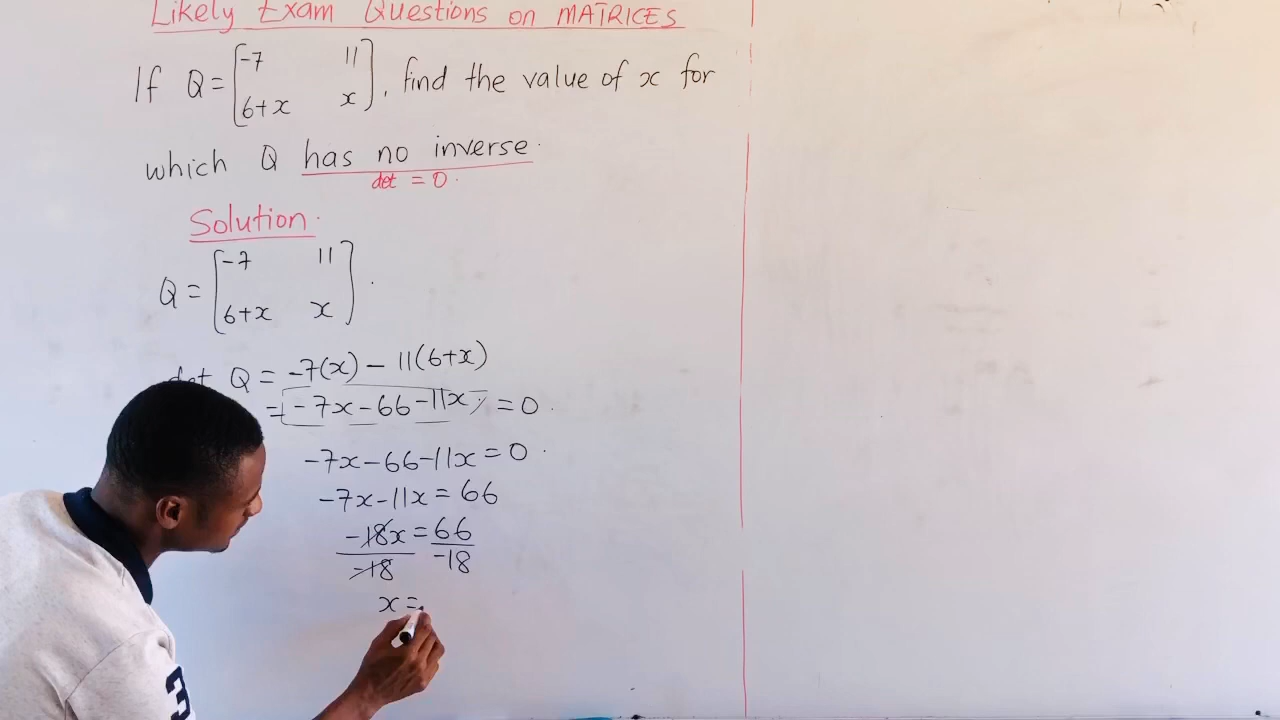 Likely Exam Questions on MATRICES
If Q = [-7 11
6+x x], find the value of x for
which Q has no inverse.
det = 0.
Solution.
Q = [-7 11
6+x x].
det Q = -7(x) - 11(6+x)
= -7x - 66 - 11x = 0.
-7x - 66 - 11x = 0.
-7x - 11x = 66
-18x = 66
-18 -18
x =
3